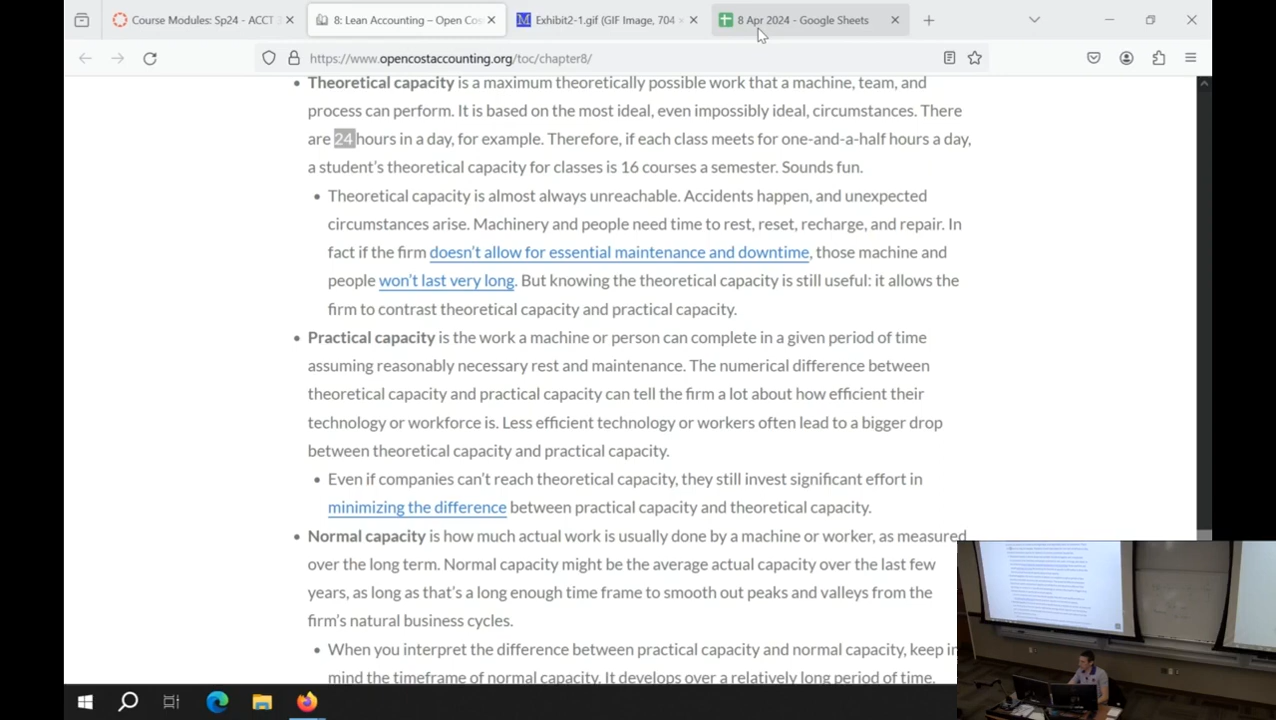 Course Modules: Sp24 - ACCT
8: Lean Accounting – Open Co
Exhibit2-1.gif (GIF Image, 704
8 Apr 2024 - Google Sheets
https://www.opencostaccounting.org/toc/chapter8/
• Theoretical capacity is a maximum theoretically possible work that a machine, team, and
process can perform. It is based on the most ideal, even impossibly ideal, circumstances. There
are 24 hours in a day, for example. Therefore, if each class meets for one-and-a-half hours a day,
a student's theoretical capacity for classes is 16 courses a semester. Sounds fun.
• Theoretical capacity is almost always unreachable. Accidents happen, and unexpected
circumstances arise. Machinery and people need time to rest, reset, recharge, and repair. In
fact if the firm doesn't allow for essential maintenance and downtime, those machine and
people won't last very long. But knowing the theoretical capacity is still useful: it allows the
firm to contrast theoretical capacity and practical capacity.
• Practical capacity is the work a machine or person can complete in a given period of time
assuming reasonably necessary rest and maintenance. The numerical difference between
theoretical capacity and practical capacity can tell the firm a lot about how efficient their
technology or workforce is. Less efficient technology or workers often lead to a bigger drop
between theoretical capacity and practical capacity.
• Even if companies can't reach theoretical capacity, they still invest significant effort in
minimizing the difference between practical capacity and theoretical capacity.
• Normal capacity is how much actual work is usually done by a machine or worker, as measured
over the long term. Normal capacity might be the average actual capacity over the last few
years, as long as that's a long enough time frame to smooth out peaks and valleys from the
firm's natural business cycles.
• When you interpret the difference between practical capacity and normal capacity, keep in
mind the timeframe of normal capacity. It develops over a relatively long period of time.